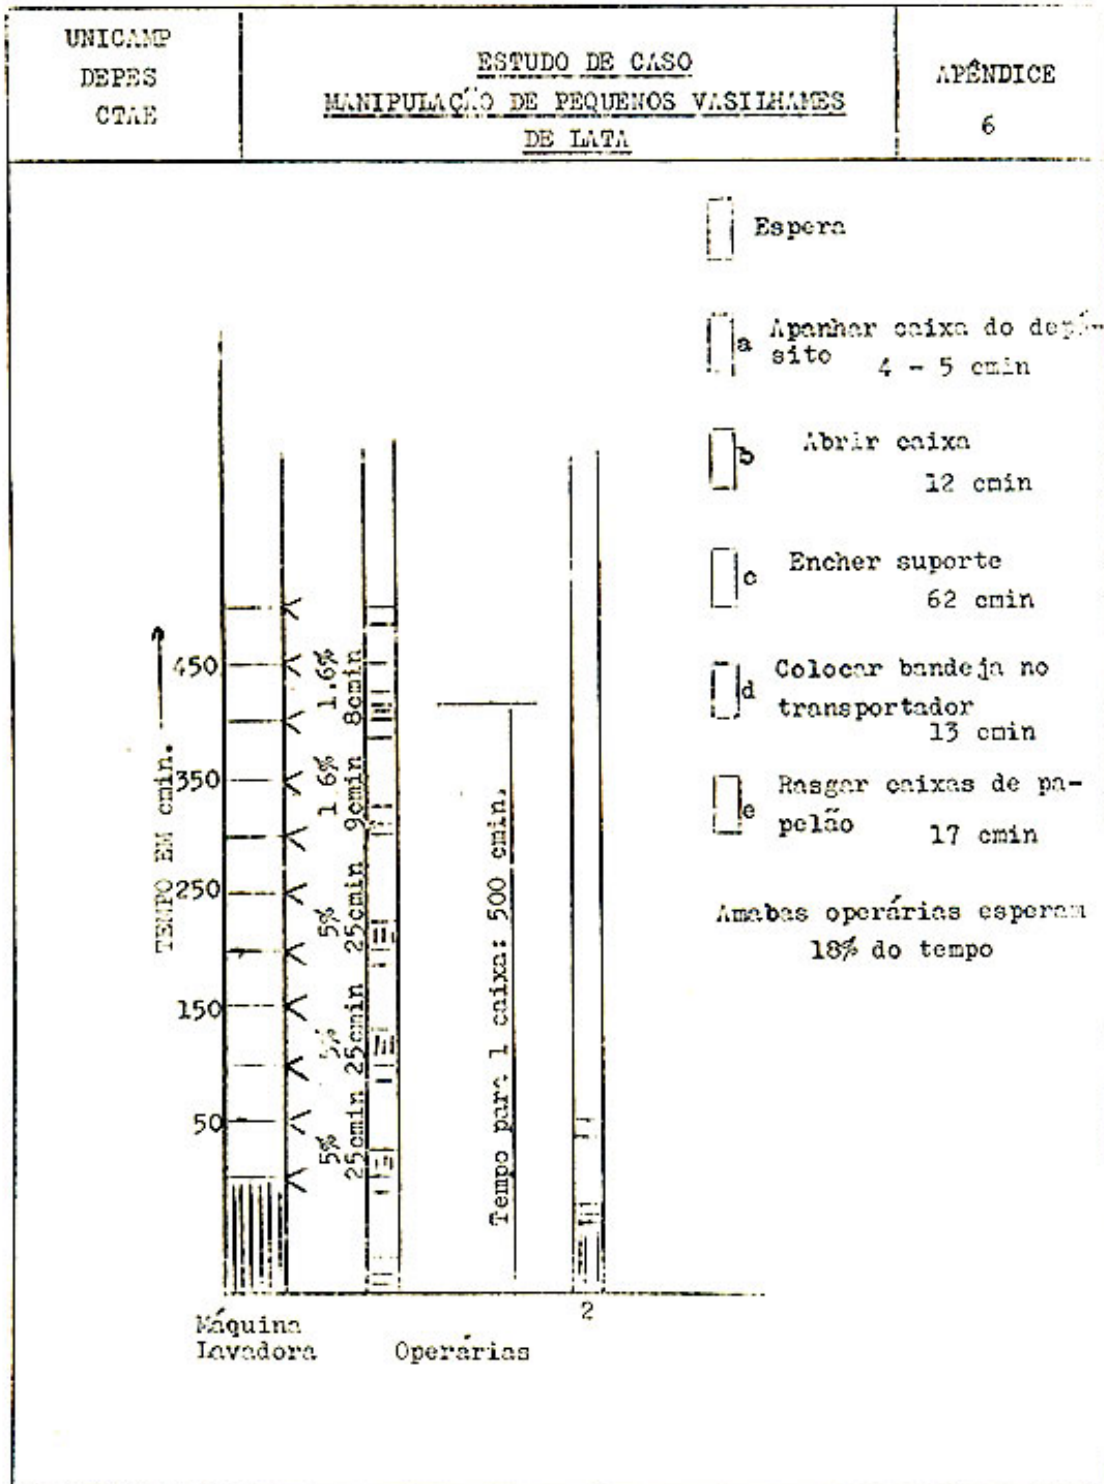 UNICAMP
DEPES
CTAE
ESTUDO DE CASO
MANIPULAÇÃO DE PEQUENOS VASILHAMES
DE LATA
APÊNDICE
6
Espera
a Apanhar caixa do depó-
sito 4 - 5 cmin
b Abrir caixa
12 cmin
c Encher suporte
62 cmin
d Colocar bandeja no
transportador
13 cmin
e Rasgar caixas de pa-
pelão 17 cmin
Amabas operárias esperam
18% do tempo
TEMPO EM cmin.
450
350
250
150
50
1.6%
8cmin
1 6%
9cmin
5%
25cmin
5%
25cmin
5%
25cmin
Tempo para 1 caixa: 500 cmin.
2
Máquina
Lavadora
Operárias